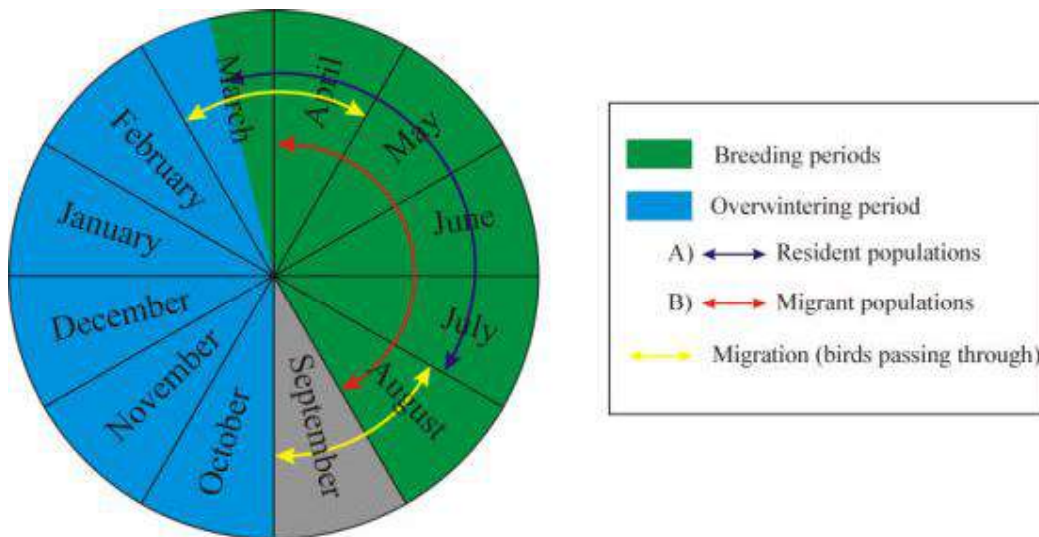 March
April
May
June
July
August
September
October
November
December
January
February
Breeding periods
Overwintering period
A) Resident populations
B) Migrant populations
Migration (birds passing through)